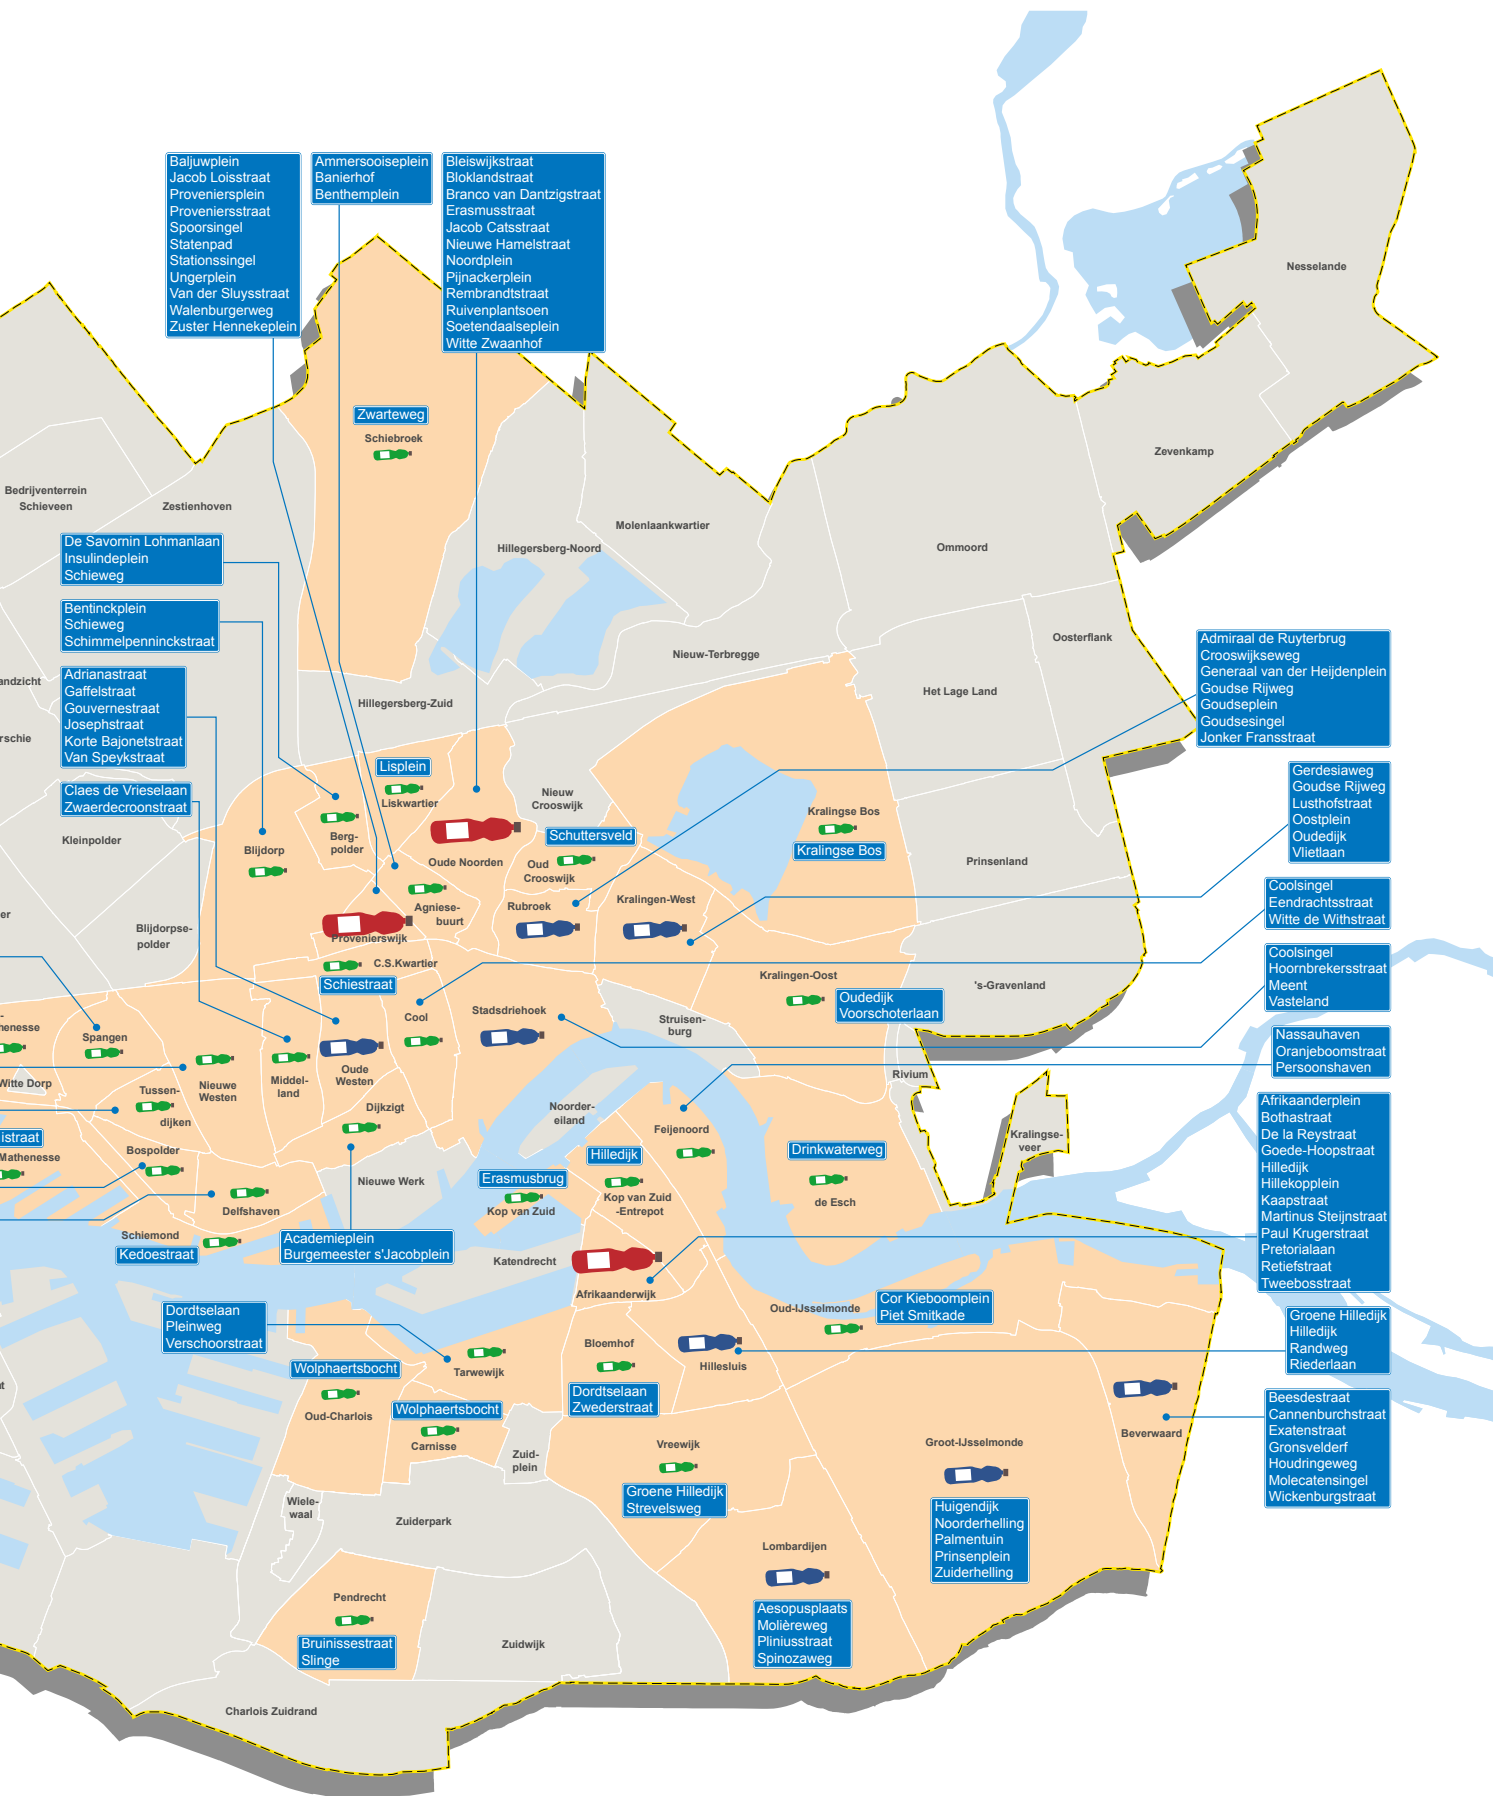 Baljuwplein
Jacob Loisstraat
Proveniersplein
Proveniersstraat
Spoorsingel
Statenpad
Stationssingel
Ungerplein
Van der Sluysstraat
Walenburgerweg
Zuster Hennekeplein
Ammersooiseplein
Banierhof
Benthemplein
Bleiswijkstraat
Bloklandstraat
Branco van Dantzigstraat
Erasmusstraat
Jacob Catsstraat
Nieuwe Hamelstraat
Noordplein
Pijnackerplein
Rembrandtstraat
Ruivenplantsoen
Soetendaalseplein
Witte Zwaanhof
Nesselande
Zwarteweg
Schiebroek
Zevenkamp
Bedrijventerrein
Schieveen
Zestienhoven
Molenlaankwartier
Hillegersberg-Noord
Ommoord
De Savornin Lohmanlaan
Insulindeplein
Schieweg
Bentinckplein
Schieweg
Schimmelpenninckstraat
Oosterflank
Nieuw-Terbregge
Admiraal de Ruyterbrug
Crooswijkseweg
Generaal van der Heijdenplein
Goudse Rijweg
Goudseplein
Goudsesingel
Jonker Fransstraat
andzicht
Adrianastraat
Gaffelstraat
Gouvernestraat
Josephstraat
Korte Bajonetstraat
Van Speykstraat
Het Lage Land
Hillegersberg-Zuid
rschie
Lisplein
Liskwartier
Claes de Vrieselaan
Zwaerdecroonstraat
Nieuw
Crooswijk
Gerdesiaweg
Goudse Rijweg
Lusthofstraat
Oostplein
Oudedijk
Vlietlaan
Kralingse Bos
Kralingse Bos
Kleinpolder
Berg-
polder
Blijdorp
Schuttersveld
Oude Noorden
Oud
Crooswijk
Prinsenland
Coolsingel
Eendrachtsstraat
Witte de Withstraat
Agniese-
buurt
Rubroek
Kralingen-West
er
Blijdorpse-
polder
Provenierswijk
C.S.Kwartier
Schiestraat
Coolsingel
Hoornbrekersstraat
Meent
Vasteland
Kralingen-Oost
Oudedijk
Voorschoterlaan
's-Gravenland
Stadsdriehoek
Cool
Struisen-
burg
-
henesse
Spangen
Nassauhaven
Oranjeboomstraat
Persoonshaven
Witte Dorp
Tussen-
dijken
Nieuwe
Westen
Middel-
land
Oude
Westen
Rivium
Dijkzigt
Noorder-
eiland
Feijenoord
Kralingse-
veer
Afrikaanderplein
Bothastraat
De la Reystraat
Goede-Hoopstraat
Hilledijk
Hillekopplein
Kaapstraat
Martinus Steijnstraat
Paul Krugerstraat
Pretorialaan
Retiefstraat
Tweebosstraat
istraat
Mathenesse
Bospolder
Hilledijk
Drinkwaterweg
Nieuwe Werk
Erasmusbrug
Kop van Zuid
Kop van Zuid
-Entrepot
de Esch
Delfshaven
Schiemond
Kedoestraat
Academieplein
Burgemeester s'Jacobplein
Katendrecht
Afrikaanderwijk
Oud-IJsselmonde
Cor Kieboomplein
Piet Smitkade
Dordtselaan
Pleinweg
Verschoorstraat
Groene Hilledijk
Hilledijk
Randweg
Riederlaan
Bloemhof
Hillesluis
Wolphaertsbocht
Oud-Charlois
Tarwewijk
Dordtselaan
Zwederstraat
Wolphaertsbocht
Carnisse
Beesdestraat
Cannenburchstraat
Exatenstraat
Gronsvelderf
Houdringeweg
Molecatensingel
Wickenburgstraat
Beverwaard
Zuid-
plein
Vreewijk
Groene Hilledijk
Strevelsweg
Groot-IJsselmonde
Huigendijk
Noorderhelling
Palmentuin
Prinsenplein
Zuiderhelling
Wiele-
waal
Zuiderpark
Lombardijen
Aesopusplaats
Molièreweg
Pliniusstraat
Spinozaweg
Pendrecht
Bruinissestraat
Slinge
Zuidwijk
Charlois Zuidrand